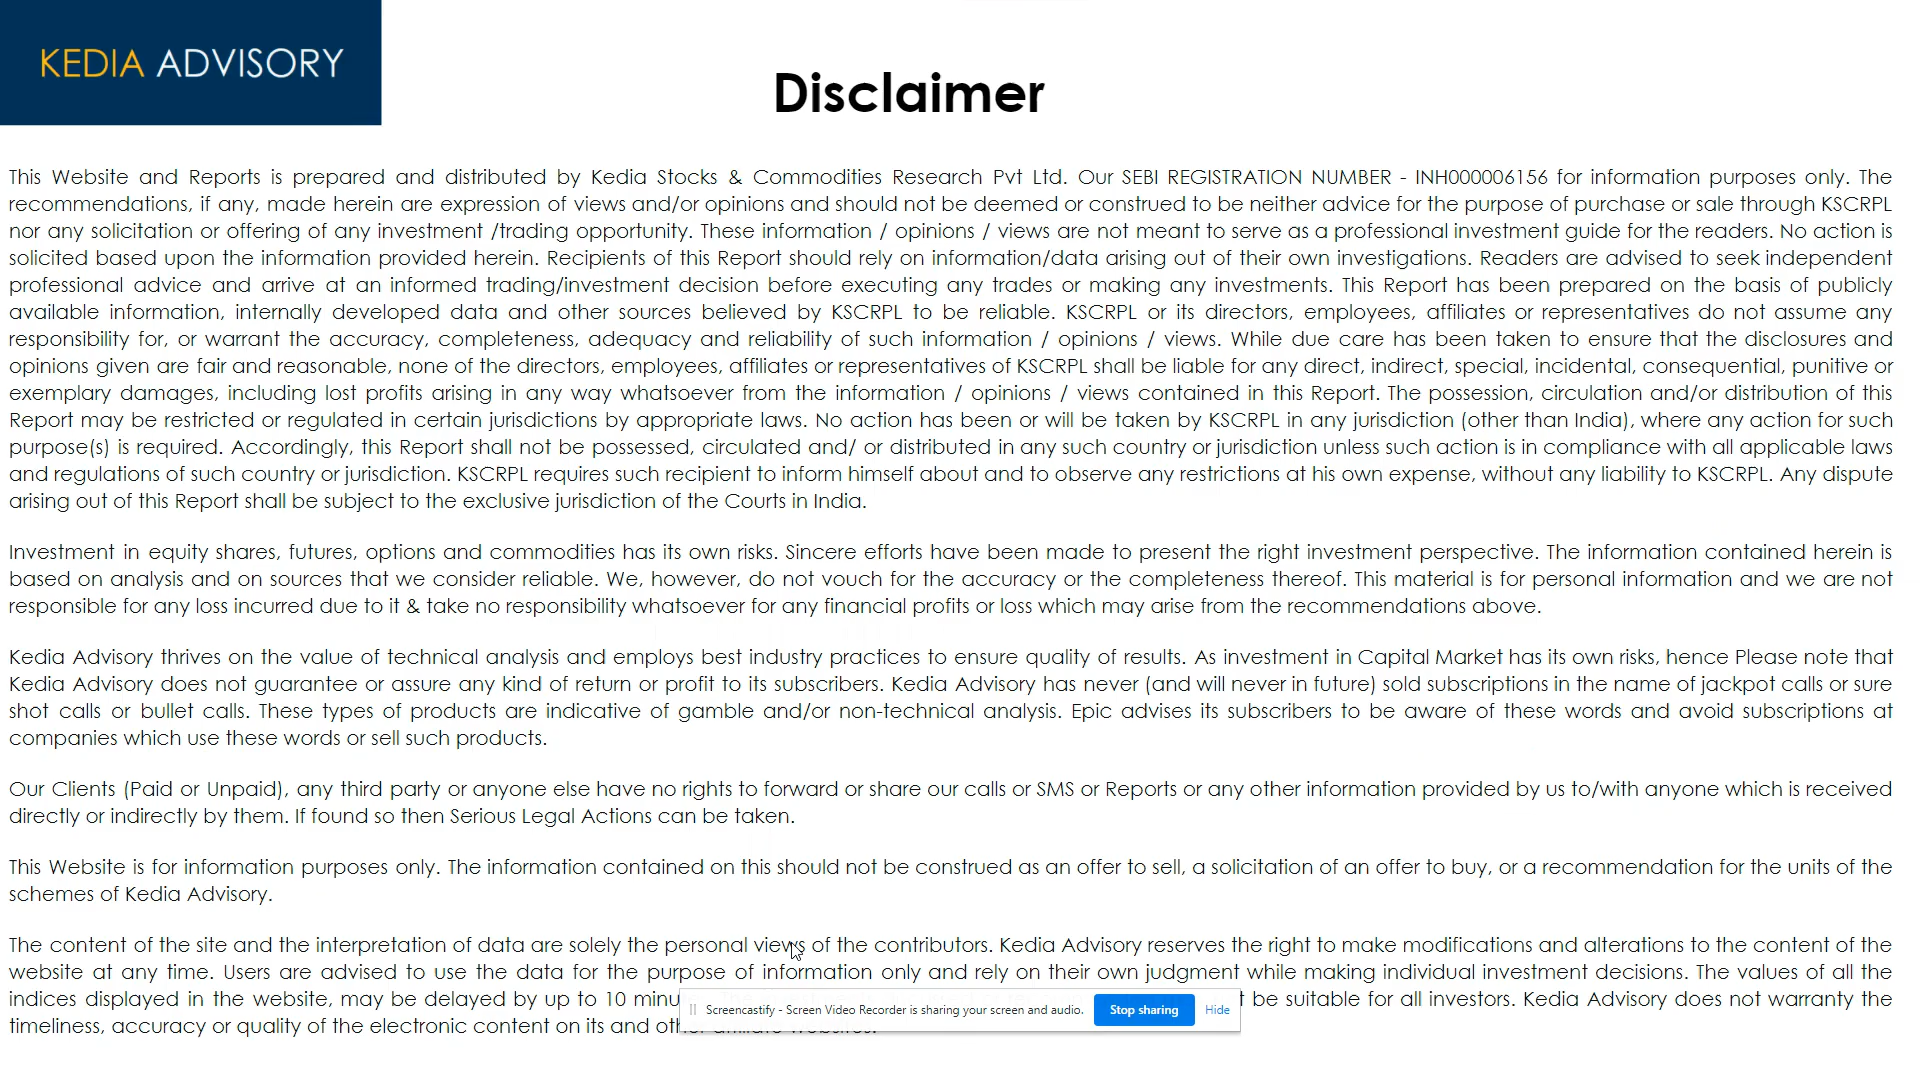 KEDIA ADVISORY
Disclaimer
This Website and Reports is prepared and distributed by Kedia Stocks & Commodities Research Pvt Ltd. Our SEBI REGISTRATION NUMBER - INH000006156 for information purposes only. The
recommendations, if any, made herein are expression of views and/or opinions and should not be deemed or construed to be neither advice for the purpose of purchase or sale through KSCRPL
nor any solicitation or offering of any investment /trading opportunity. These information / opinions / views are not meant to serve as a professional investment guide for the readers. No action is
solicited based upon the information provided herein. Recipients of this Report should rely on information/data arising out of their own investigations. Readers are advised to seek independent
professional advice and arrive at an informed trading/investment decision before executing any trades or making any investments. This Report has been prepared on the basis of publicly
available information, internally developed data and other sources believed by KSCRPL to be reliable. KSCRPL or its directors, employees, affiliates or representatives do not assume any
responsibility for, or warrant the accuracy, completeness, adequacy and reliability of such information / opinions / views. While due care has been taken to ensure that the disclosures and
opinions given are fair and reasonable, none of the directors, employees, affiliates or representatives of KSCRPL shall be liable for any direct, indirect, special, incidental, consequential, punitive or
exemplary damages, including lost profits arising in any way whatsoever from the information / opinions / views contained in this Report. The possession, circulation and/or distribution of this
Report may be restricted or regulated in certain jurisdictions by appropriate laws. No action has been or will be taken by KSCRPL in any jurisdiction (other than India), where any action for such
purpose(s) is required. Accordingly, this Report shall not be possessed, circulated and/ or distributed in any such country or jurisdiction unless such action is in compliance with all applicable laws
and regulations of such country or jurisdiction. KSCRPL requires such recipient to inform himself about and to observe any restrictions at his own expense, without any liability to KSCRPL. Any dispute
arising out of this Report shall be subject to the exclusive jurisdiction of the Courts in India.
Investment in equity shares, futures, options and commodities has its own risks. Sincere efforts have been made to present the right investment perspective. The information contained herein is
based on analysis and on sources that we consider reliable. We, however, do not vouch for the accuracy or the completeness thereof. This material is for personal information and we are not
responsible for any loss incurred due to it & take no responsibility whatsoever for any financial profits or loss which may arise from the recommendations above.
Kedia Advisory thrives on the value of technical analysis and employs best industry practices to ensure quality of results. As investment in Capital Market has its own risks, hence Please note that
Kedia Advisory does not guarantee or assure any kind of return or profit to its subscribers. Kedia Advisory has never (and will never in future) sold subscriptions in the name of jackpot calls or sure
shot calls or bullet calls. These types of products are indicative of gamble and/or non-technical analysis. Epic advises its subscribers to be aware of these words and avoid subscriptions at
companies which use these words or sell such products.
Our Clients (Paid or Unpaid), any third party or anyone else have no rights to forward or share our calls or SMS or Reports or any other information provided by us to/with anyone which is received
directly or indirectly by them. If found so then Serious Legal Actions can be taken.
This Website is for information purposes only. The information contained on this should not be construed as an offer to sell, a solicitation of an offer to buy, or a recommendation for the units of the
schemes of Kedia Advisory.
The content of the site and the interpretation of data are solely the personal views of the contributors. Kedia Advisory reserves the right to make modifications and alterations to the content of the
website at any time. Users are advised to use the data for the purpose of information only and rely on their own judgment while making individual investment decisions. The values of all the
indices displayed in the website, may be delayed by up to 10 be suitable for all investors. Kedia Advisory does not warranty the
timeliness, accuracy or quality of the electronic content on its and
Screencastify - Screen Video Recorder is sharing your screen and audio. Stop sharing Hide